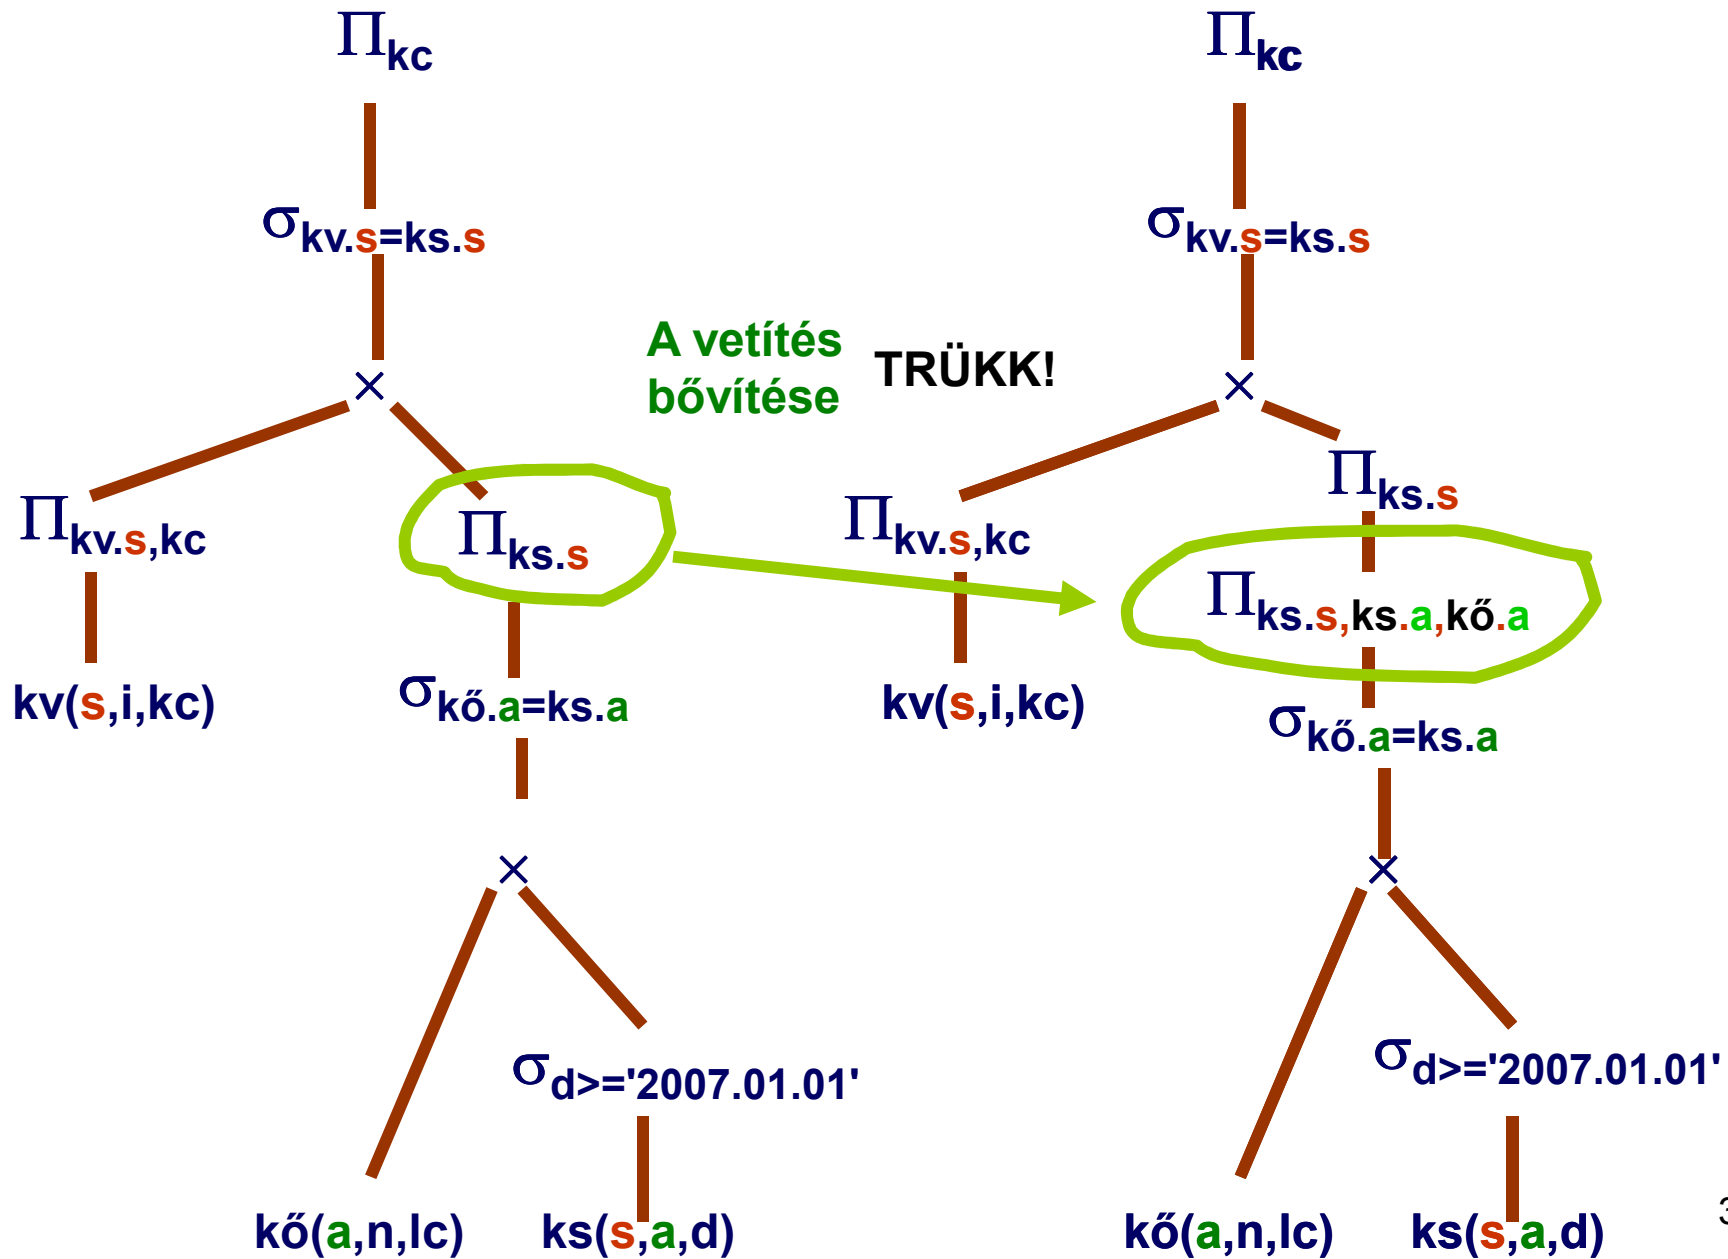 Πkc
Πkc
σkv.s=ks.s
σkv.s=ks.s
A vetítés
bővítése
TRÜKK!
×
×
Πks.s
Πkv.s,kc
Πks.s
Πkv.s,kc
Πks.s,ks.a,kő.a
kv(s,i,kc)
σkő.a=ks.a
kv(s,i,kc)
σkő.a=ks.a
×
×
σd>='2007.01.01'
σd>='2007.01.01'
kő(a,n,lc)
ks(s,a,d)
kő(a,n,lc)
ks(s,a,d)